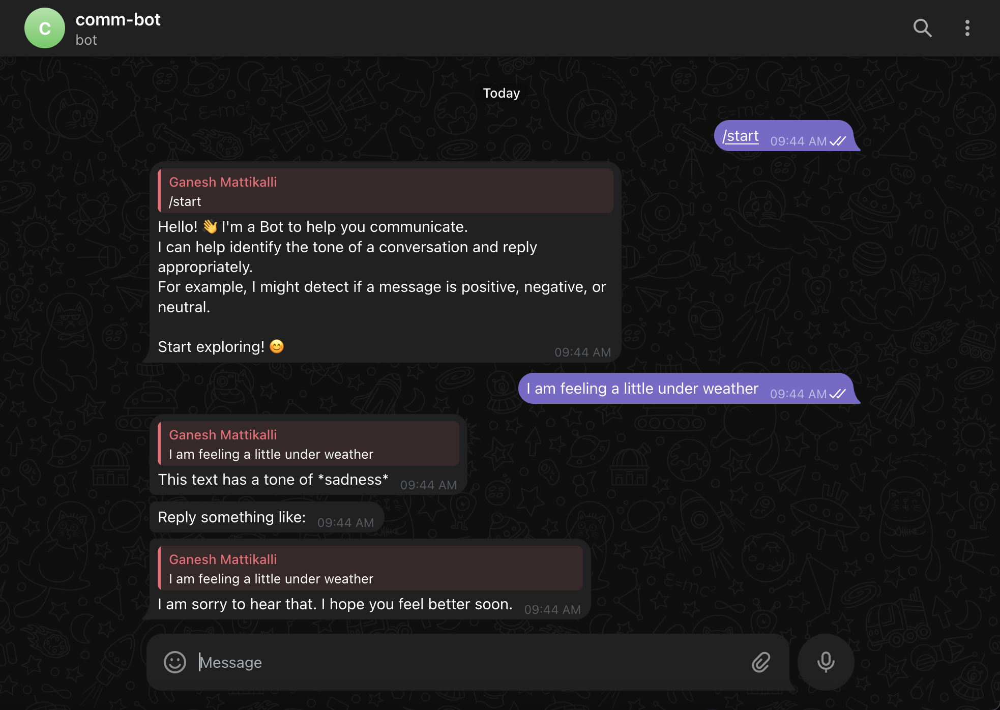 C
comm-bot
bot
Today
/start 09:44 AM
Ganesh Mattikalli
/start
Hello! 👋 I'm a Bot to help you communicate.
I can help identify the tone of a conversation and reply
appropriately.
For example, I might detect if a message is positive, negative, or
neutral.
Start exploring! 😊 09:44 AM
I am feeling a little under weather 09:44 AM
Ganesh Mattikalli
I am feeling a little under weather
This text has a tone of *sadness* 09:44 AM
Reply something like: 09:44 AM
Ganesh Mattikalli
I am feeling a little under weather
I am sorry to hear that. I hope you feel better soon. 09:44 AM
Message